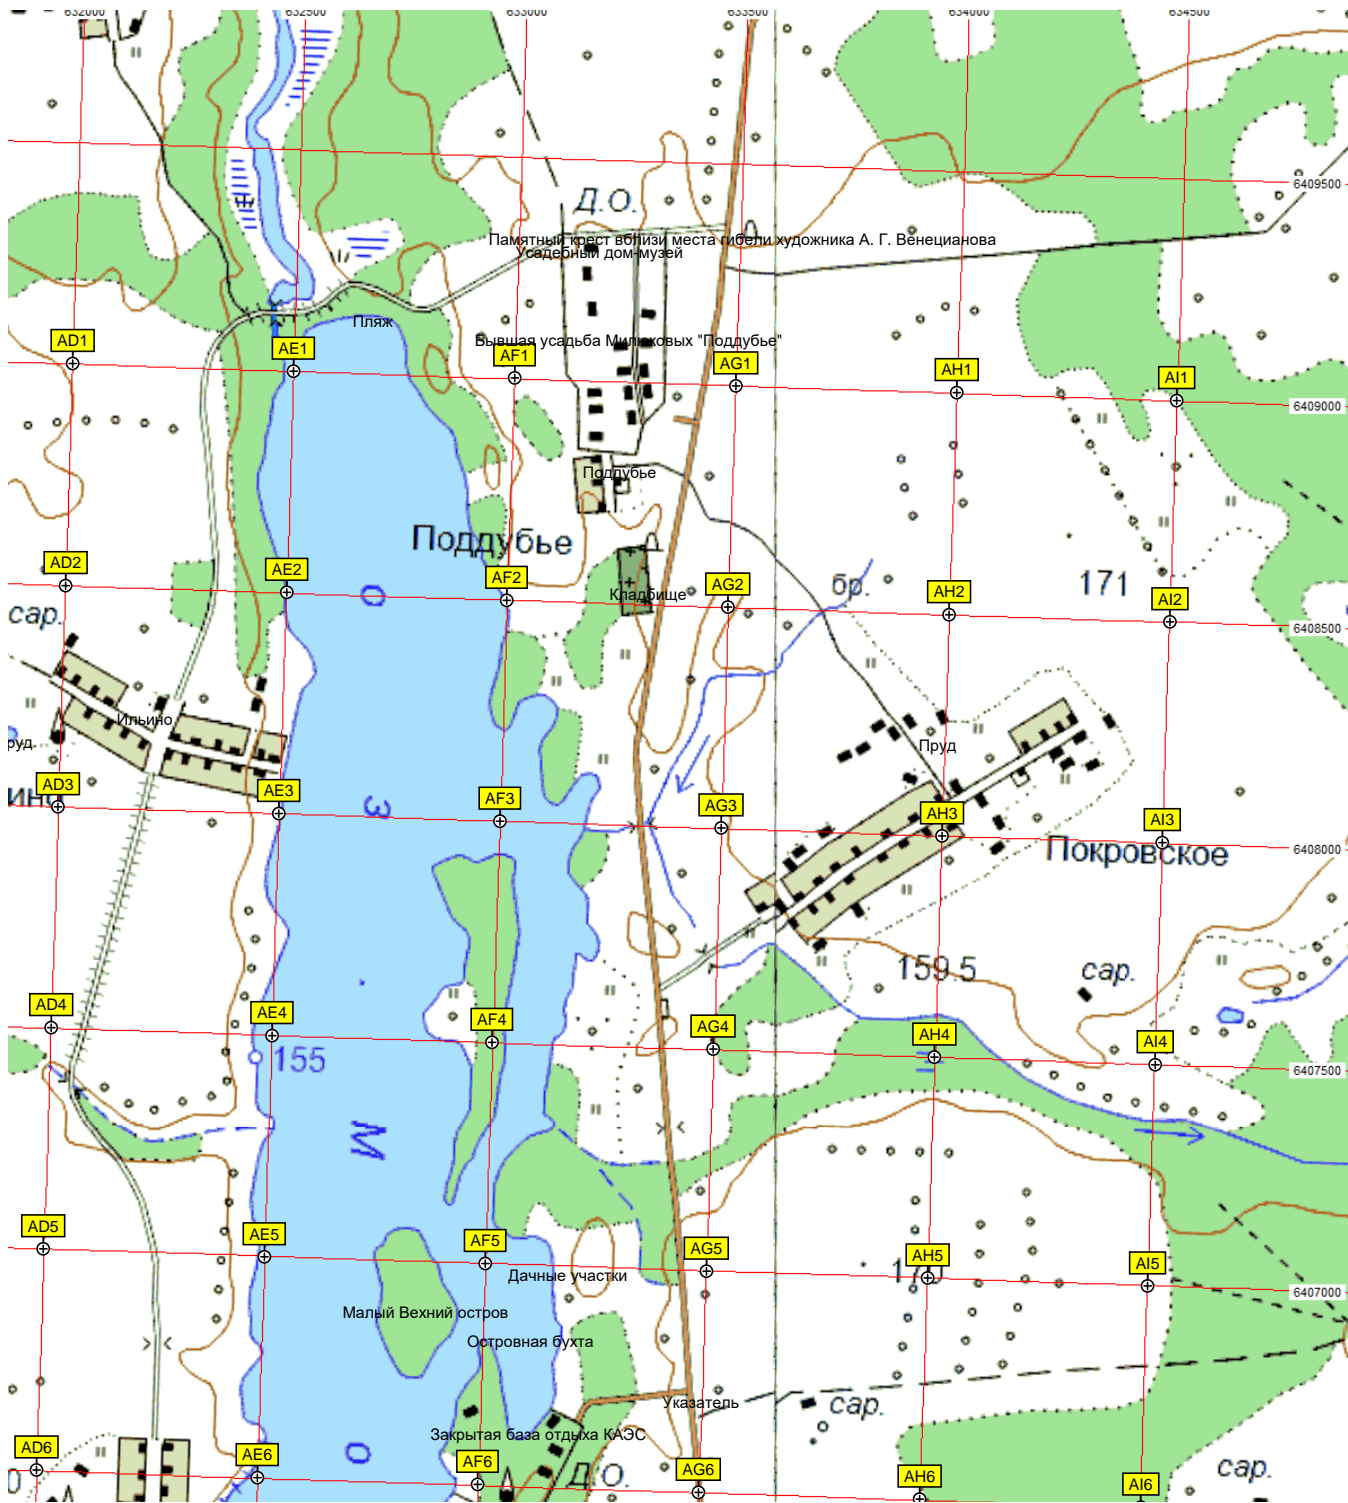 632000 632500 633000 633500 634000 634500
6409500
Д.О.
Памятный крест вблизи места гибели художника А. Г. Венецианова
Усадебный дом-музей
Пляж
Бывшая усадьба Милюковых "Поддубье"
AD1 AE1 AF1 AG1 AH1 AI1
6409000
Поддубье
Поддубье
AD2 AE2 AF2 AG2 AH2 AI2
Кладбище
бр.
171
сар.
6408500
О
Ильино
руд.
Пруд
AD3 AE3 AF3 AG3 AH3 AI3
З
6408000
Покровское
159.5
сар.
AD4 AE4 AF4 AG4 AH4 AI4
155
6407500
М
AD5 AE5 AF5 AG5 AH5 AI5
Дачные участки
6407000
Малый Вехний остров
Островная бухта
Указатель
сар.
Закрытая база отдыха КАЭС
О
Д.О.
сар.
AD6 AE6 AF6 AG6 AH6 AI6